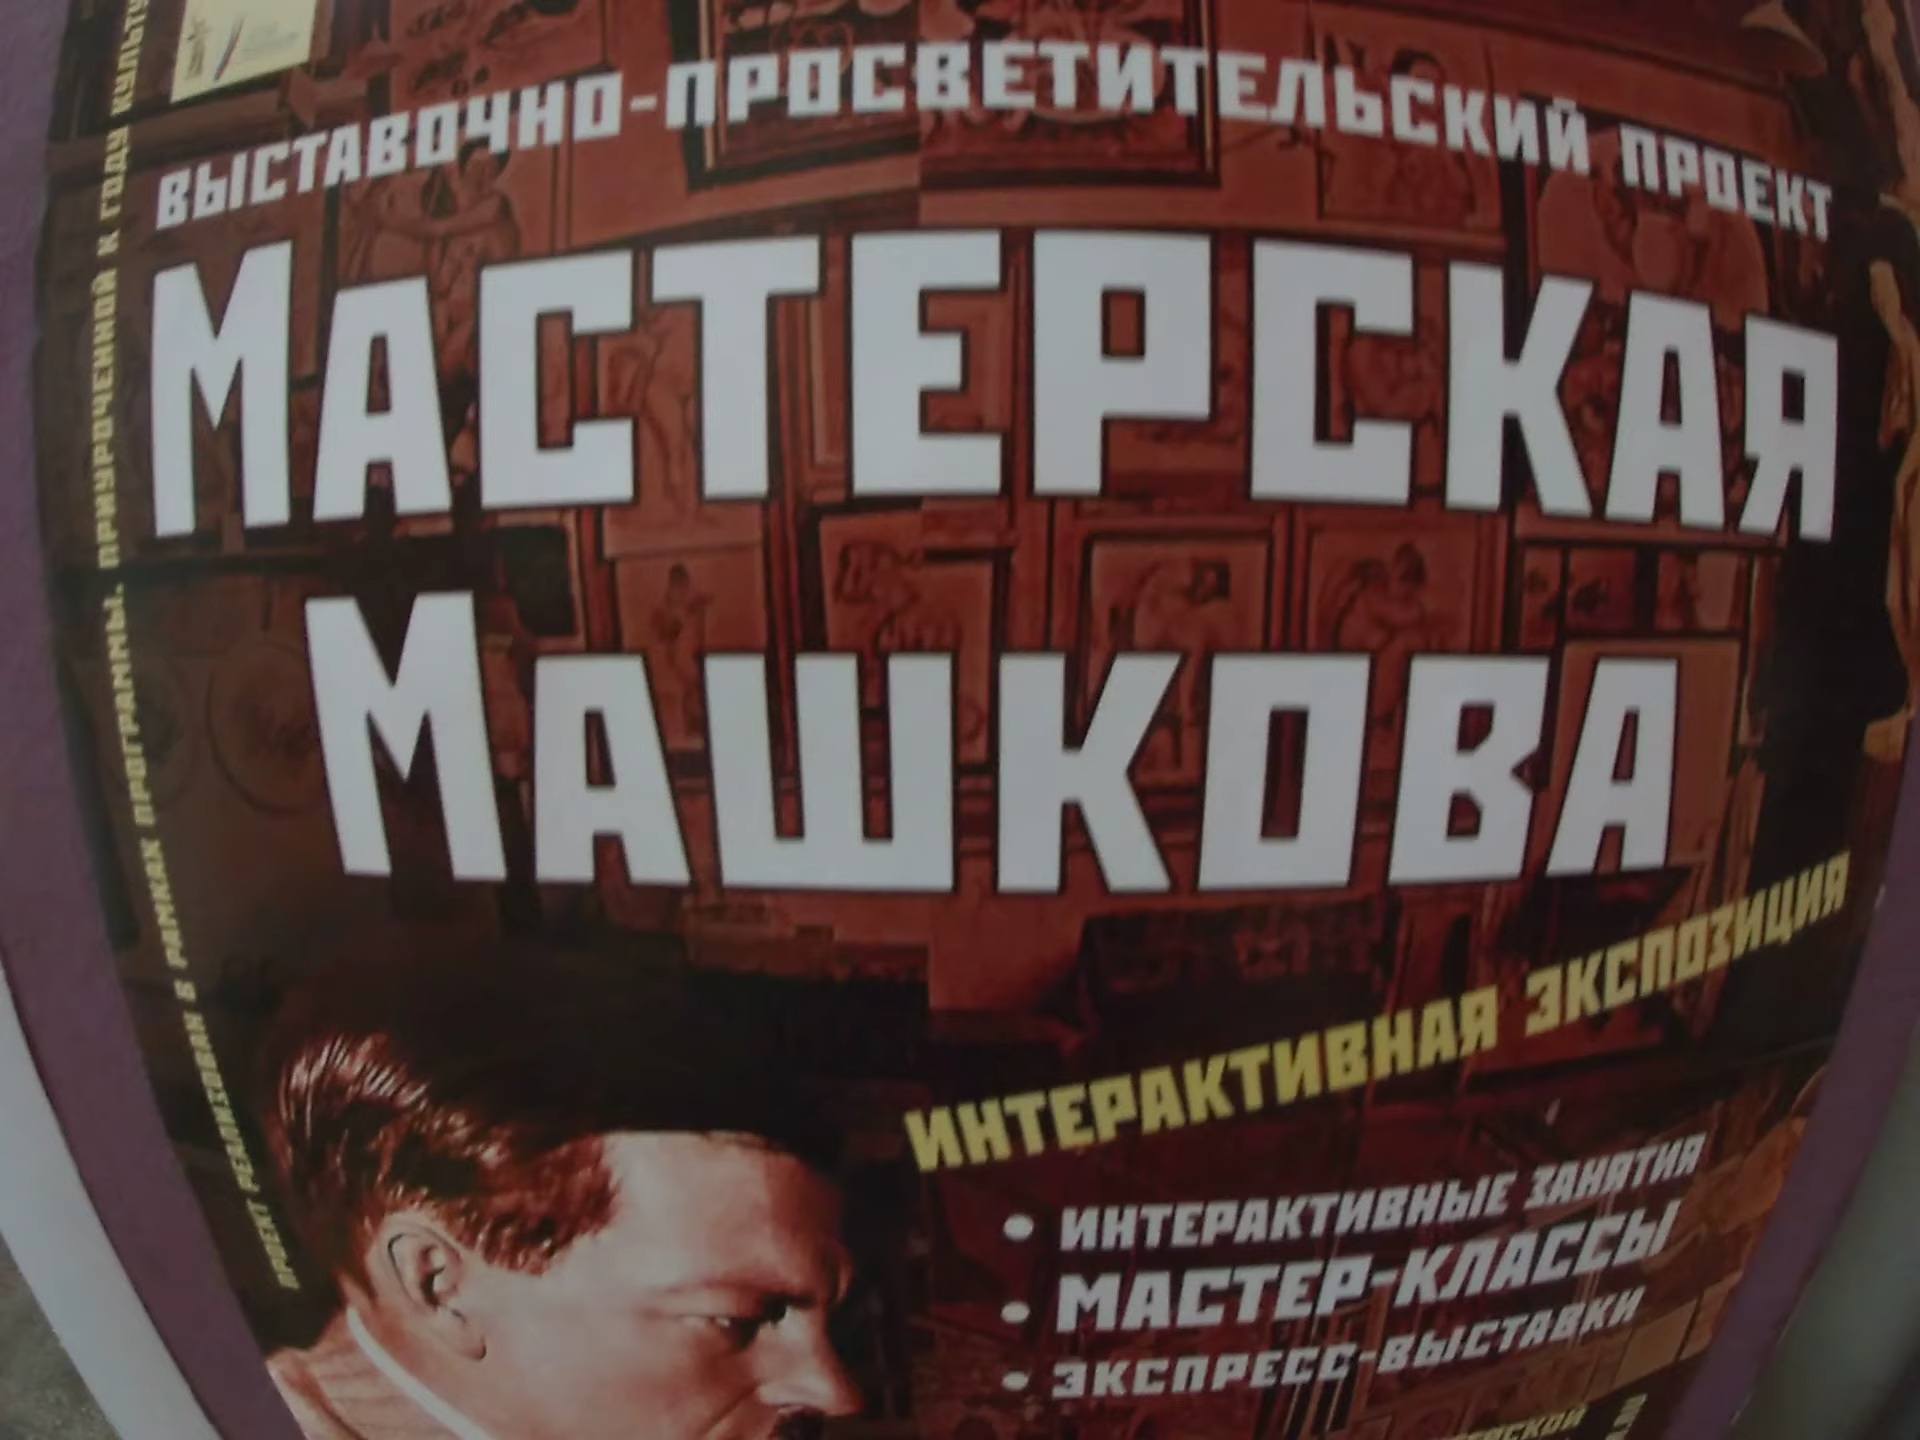 ВЫСТАВОЧНО-ПРОСВЕТИТЕЛЬСКИЙ ПРОЕКТ
МАСТЕРСКАЯ
МАШКОВА
ИНТЕРАКТИВНАЯ ЭКСПОЗИЦИЯ
• ИНТЕРАКТИВНЫЕ ЗАНЯТИЯ
• МАСТЕР-КЛАССЫ
• ЭКСПРЕСС-ВЫСТАВКИ
ПРОЕКТ РЕАЛИЗОВАН В РАМКАХ ПРОГРАММЫ, ПРИУРОЧЕННОЙ К ГОДУ